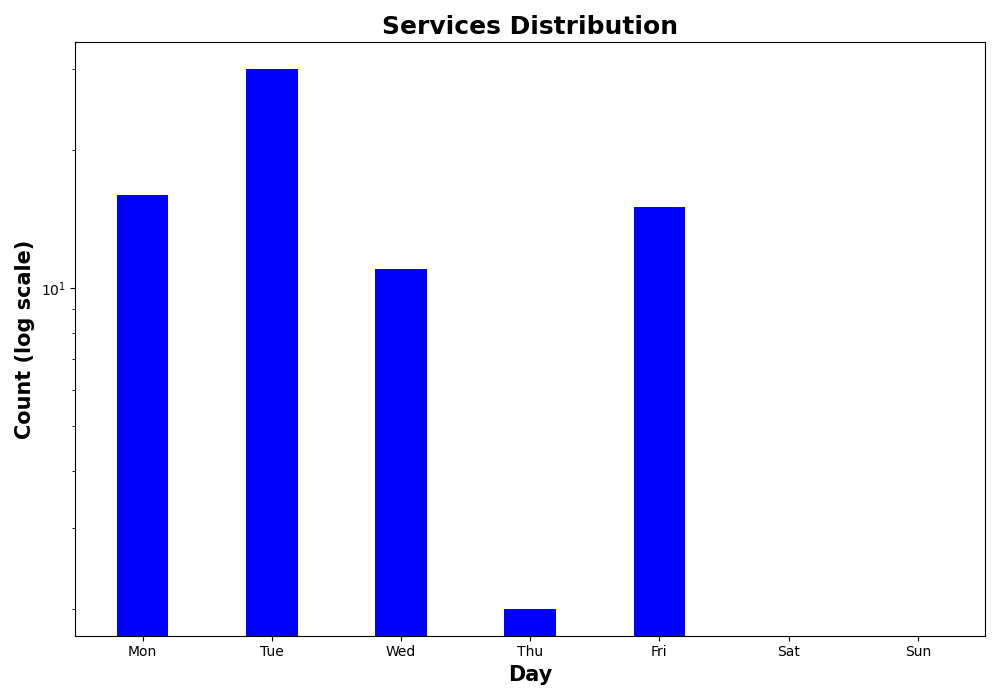 Services Distribution
Count (log scale)
10¹
Mon Tue Wed Thu Fri Sat Sun
Day